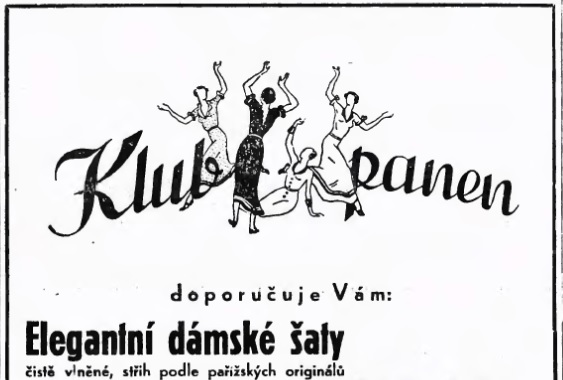 Klub panen
doporučuje Vám:
Elegantní dámské šaty
čistě vlněné, střih podle pařížských originálů